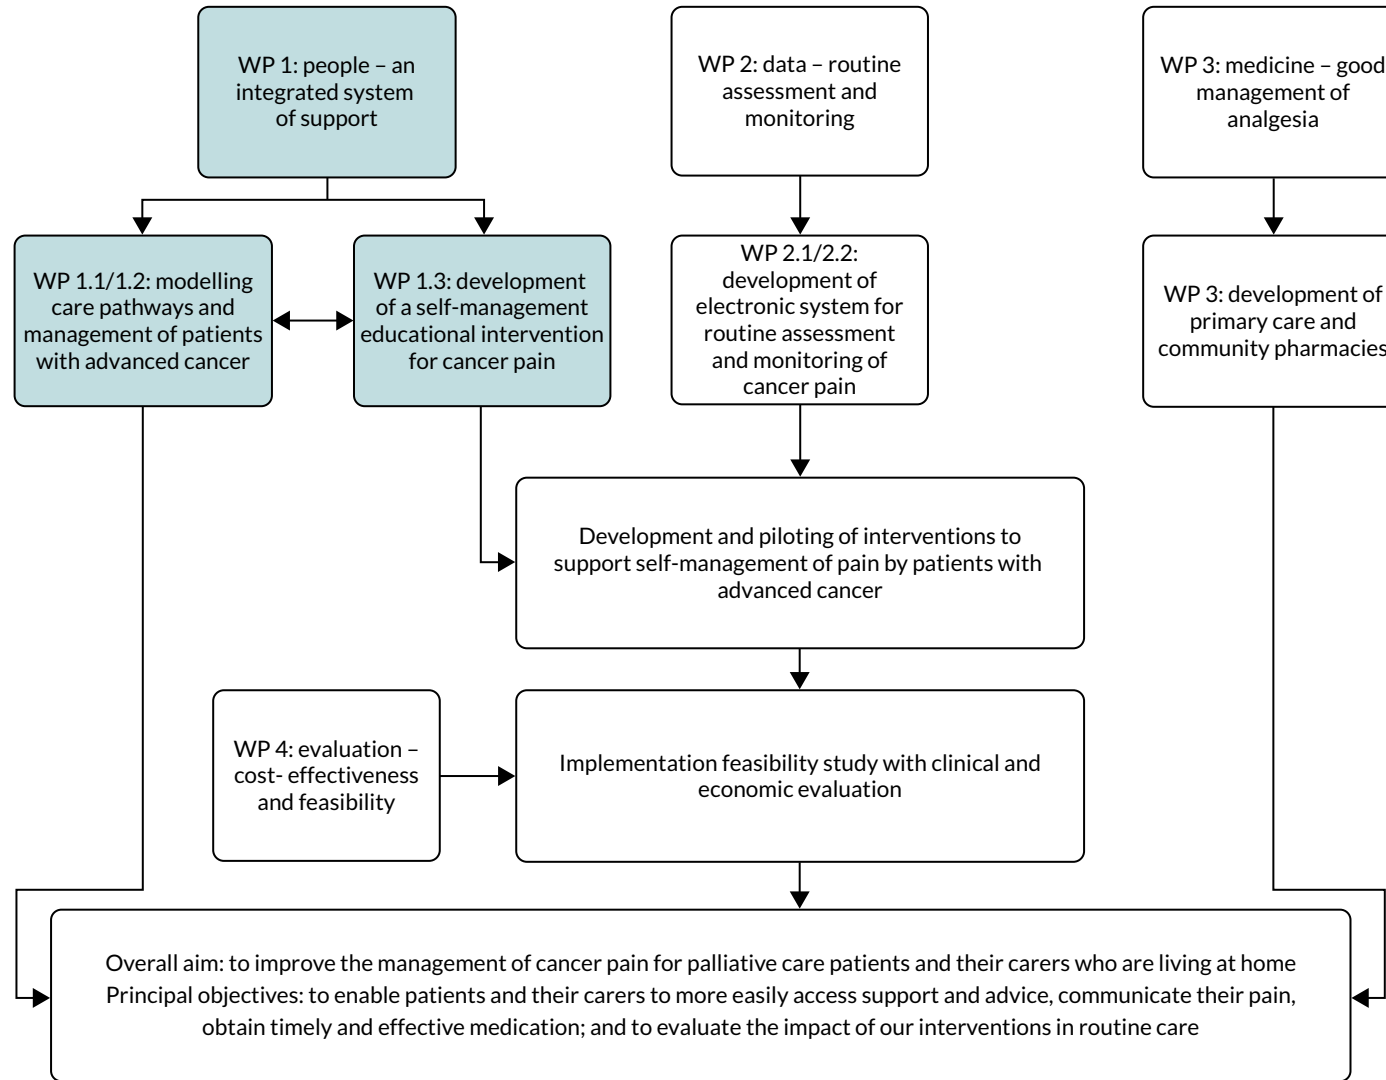 WP 1: people – an
integrated system
of support
WP 2: data – routine
assessment and
monitoring
WP 3: medicine – good
management of
analgesia
WP 1.1/1.2: modelling
care pathways and
management of patients
with advanced cancer
WP 1.3: development
of a self-management
educational intervention
for cancer pain
WP 2.1/2.2:
development of
electronic system for
routine assessment
and monitoring of
cancer pain
WP 3: development of
primary care and
community pharmacies
Development and piloting of interventions to
support self-management of pain by patients with
advanced cancer
WP 4: evaluation –
cost- effectiveness
and feasibility
Implementation feasibility study with clinical and
economic evaluation
Overall aim: to improve the management of cancer pain for palliative care patients and their carers who are living at home
Principal objectives: to enable patients and their carers to more easily access support and advice, communicate their pain,
obtain timely and effective medication; and to evaluate the impact of our interventions in routine care